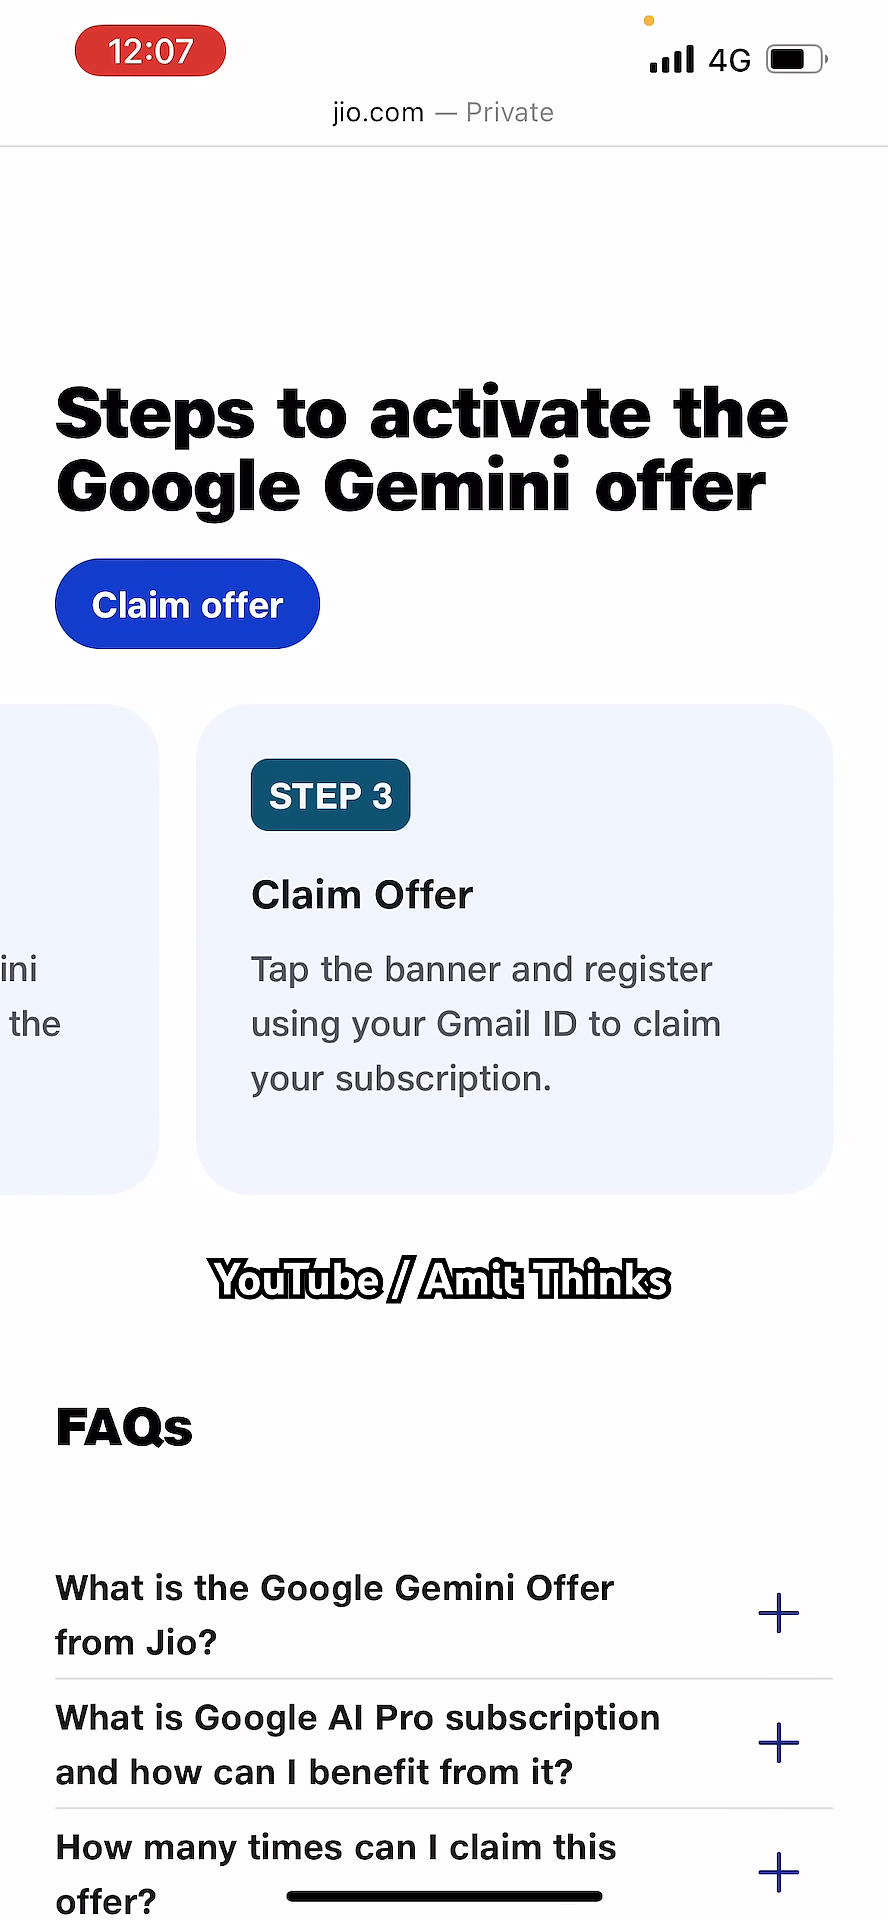 12:07
4G
jio.com — Private
Steps to activate the
Google Gemini offer
Claim offer
ini
the
STEP 3
Claim Offer
Tap the banner and register
using your Gmail ID to claim
your subscription.
YouTube / Amit Thinks
FAQs
What is the Google Gemini Offer
from Jio?
What is Google AI Pro subscription
and how can I benefit from it?
How many times can I claim this
offer?